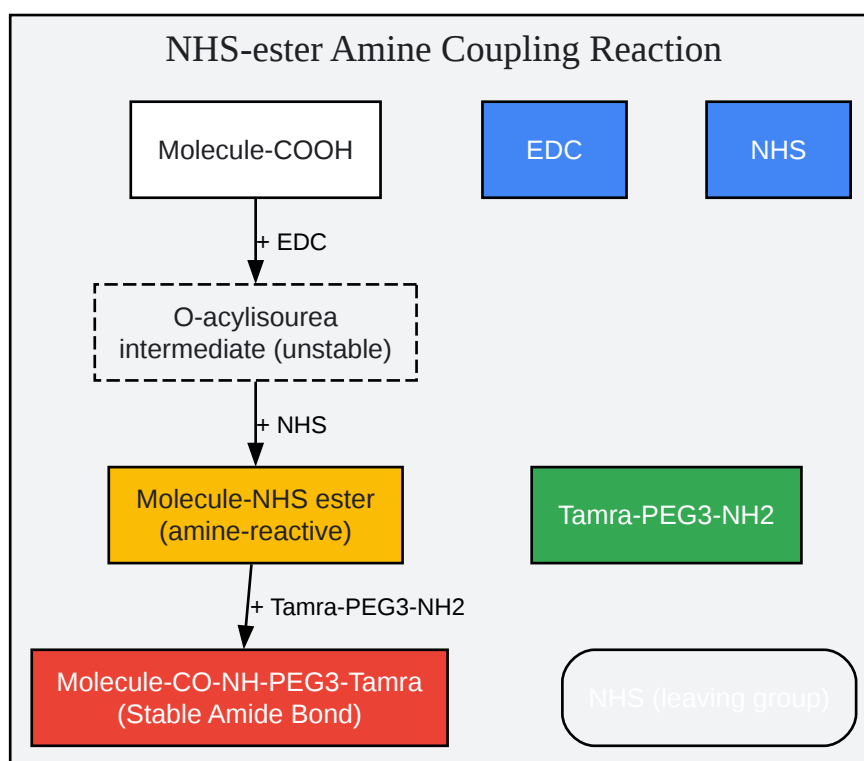 NHS-ester Amine Coupling Reaction
Molecule-COOH
EDC
NHS
+ EDC
O-acylisourea
intermediate (unstable)
+ NHS
Molecule-NHS ester
(amine-reactive)
Tamra-PEG3-NH2
+ Tamra-PEG3-NH2
Molecule-CO-NH-PEG3-Tamra
(Stable Amide Bond)
NHS (leaving group)